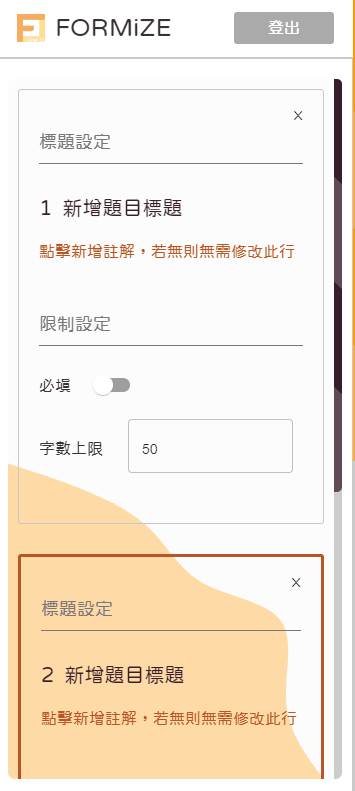 FORMiZE
登出
x
標題設定
1 新增題目標題
點擊新增註解，若無則無需修改此行
限制設定
必填
字數上限 50
x
標題設定
2 新增題目標題
點擊新增註解，若無則無需修改此行